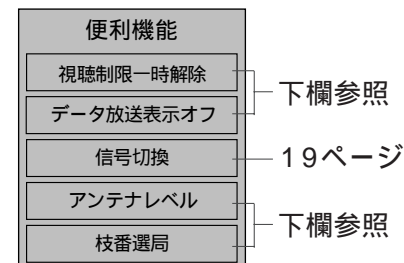 便利機能
視聴制限一時解除
データ放送表示オフ
下欄参照
信号切換
19ページ
アンテナレベル
枝番選局
下欄参照